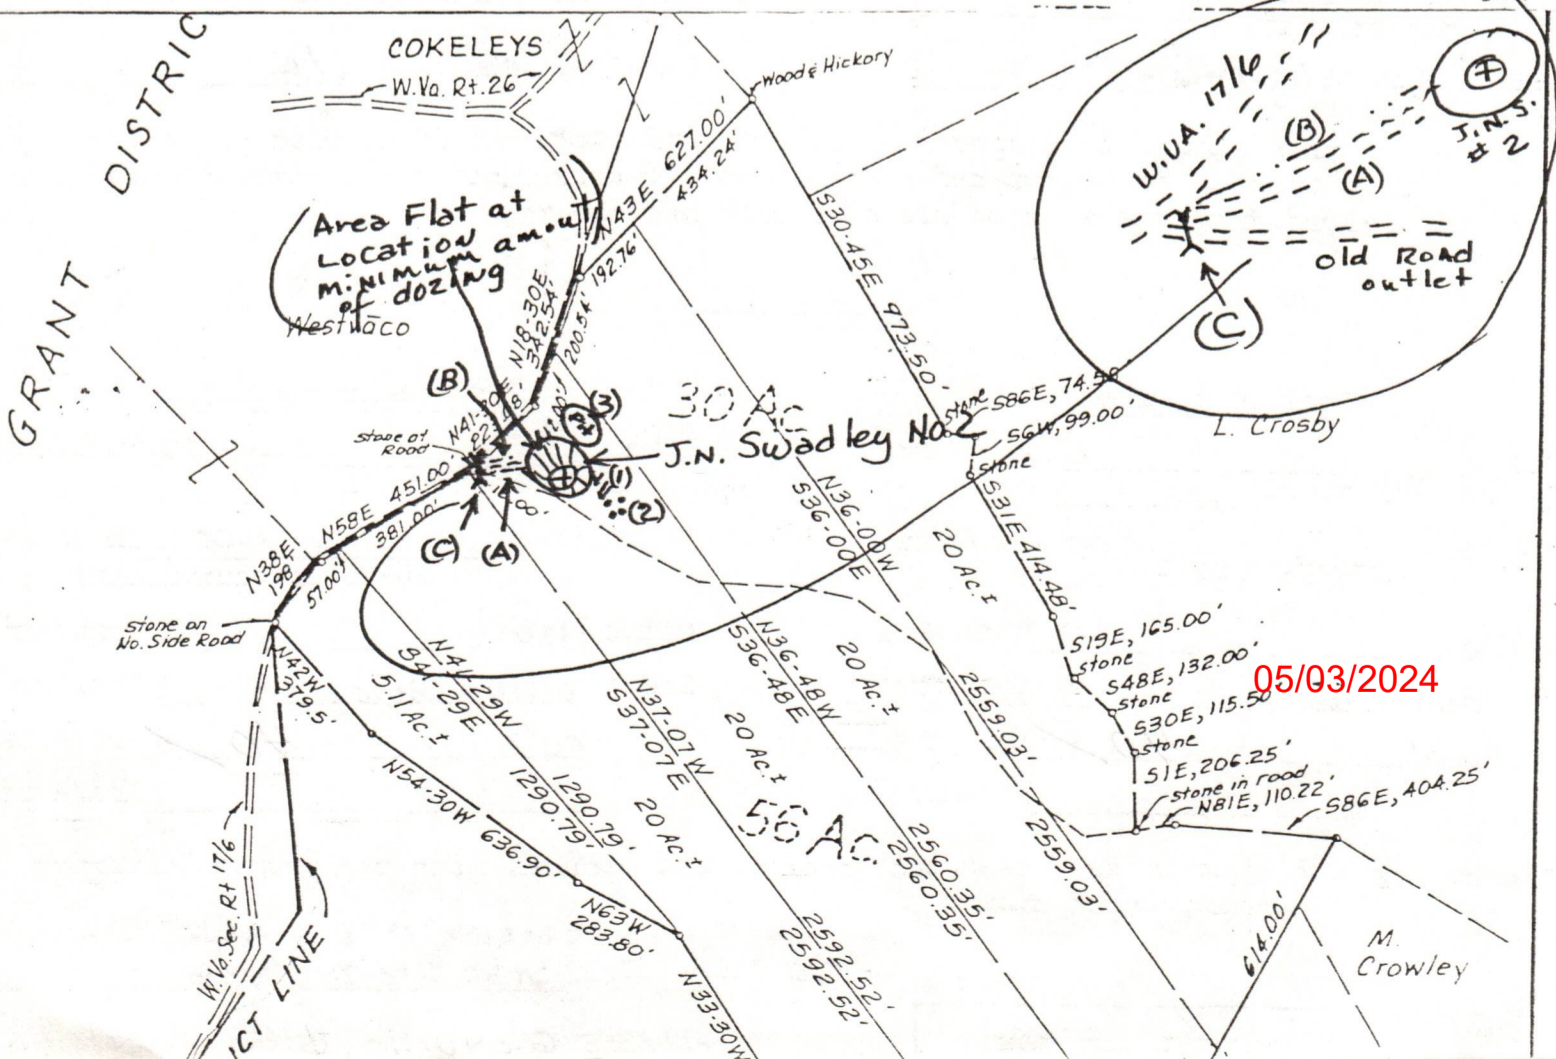 COKELEYS
W.Va. Rt. 26
DISTRIC
GRANT
Area Flat at
Location
minimum amout
of dozing
Westvaco
Wood & Hickory
N43E 627.00'
434.24'
192.76'
N18-30E
342.54'
200.54'
S30-45E 973.50'
W.VA. 17/6
(B)
(A)
J.N.S.
# 2
old Road
outlet
(C)
L. Crosby
(B)
(3)
Pit
30 Ac
J.N. Swadley No. 2
(1)
(2)
stone at
Road
(C)
(A)
stone
S86E, 74.58
S6W, 99.00'
stone
S31E 414.48'
N58E 451.00'
381.00'
N38E
198'
57.00'
stone on
No. Side Road
N36-00W
S36-00E
20 Ac.±
S19E, 165.00'
stone
S48E, 132.00'
stone
S30E, 115.50'
stone
05/03/2024
S1E, 206.25'
stone in road
N81E, 110.22'
S86E, 404.25'
N42W
379.5'
N41-29W
S41-29E
511 Ac.±
N37-07W
S37-07E
N36-48W
S36-48E
20 Ac.±
20 Ac.±
20 Ac.±
56 Ac.
N54-30W 636.90'
1290.79'
1290.79'
2559.03'
2559.03'
2560.35'
2560.35'
2592.52'
2592.52'
N63W
283.80'
N33-30W
614.00'
M.
Crowley
W.Va. Sec. Rt 17/6
ICT LINE